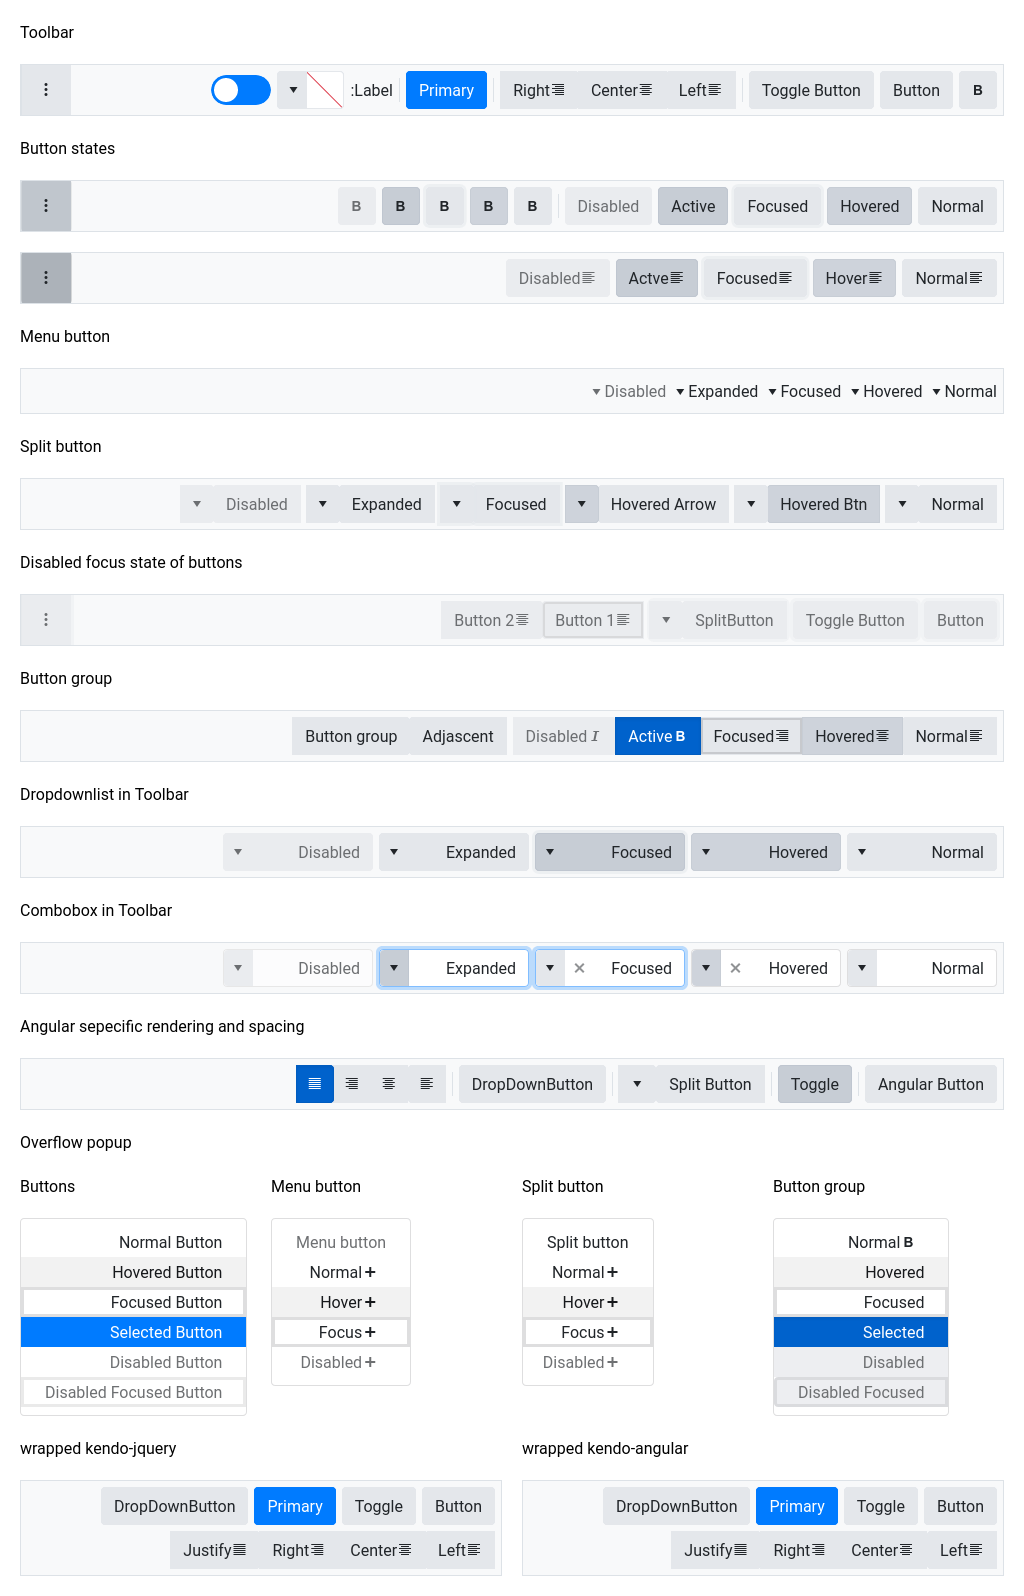 Toolbar
:Label Primary Right Center Left Toggle Button Button B
Button states
B B B B B Disabled Active Focused Hovered Normal
Disabled Actve Focused Hover Normal
Menu button
Disabled Expanded Focused Hovered Normal
Split button
Disabled Expanded Focused Hovered Arrow Hovered Btn Normal
Disabled focus state of buttons
Button 2 Button 1 SplitButton Toggle Button Button
Button group
Button group Adjascent Disabled I Active B Focused Hovered Normal
Dropdownlist in Toolbar
Disabled Expanded Focused Hovered Normal
Combobox in Toolbar
Disabled Expanded Focused Hovered Normal
Angular sepecific rendering and spacing
DropDownButton Split Button Toggle Angular Button
Overflow popup
Buttons
Normal Button
Hovered Button
Focused Button
Selected Button
Disabled Button
Disabled Focused Button
Menu button
Menu button
Normal
Hover
Focus
Disabled
Split button
Split button
Normal
Hover
Focus
Disabled
Button group
Normal B
Hovered
Focused
Selected
Disabled
Disabled Focused
wrapped kendo-jquery
DropDownButton Primary Toggle Button
Justify Right Center Left
wrapped kendo-angular
DropDownButton Primary Toggle Button
Justify Right Center Left